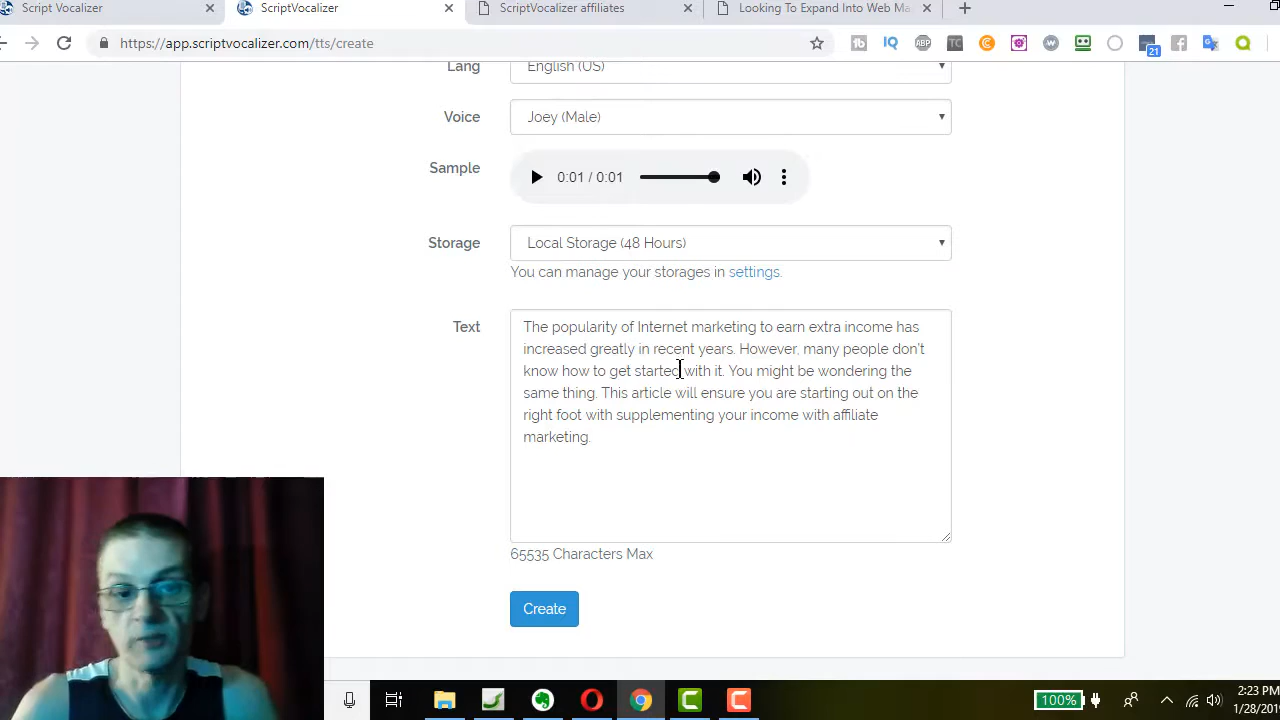 Script Vocalizer
ScriptVocalizer
ScriptVocalizer affiliates
Looking To Expand Into Web Ma
https://app.scriptvocalizer.com/tts/create
ABP
TC
21
Lang
English (US)
Voice
Joey (Male)
Sample
0:01 / 0:01
Storage
Local Storage (48 Hours)
You can manage your storages in settings.
Text
The popularity of Internet marketing to earn extra income has
increased greatly in recent years. However, many people don't
know how to get started with it. You might be wondering the
same thing. This article will ensure you are starting out on the
right foot with supplementing your income with affiliate
marketing.
65535 Characters Max
Create
100%
2:23 PM
1/28/201